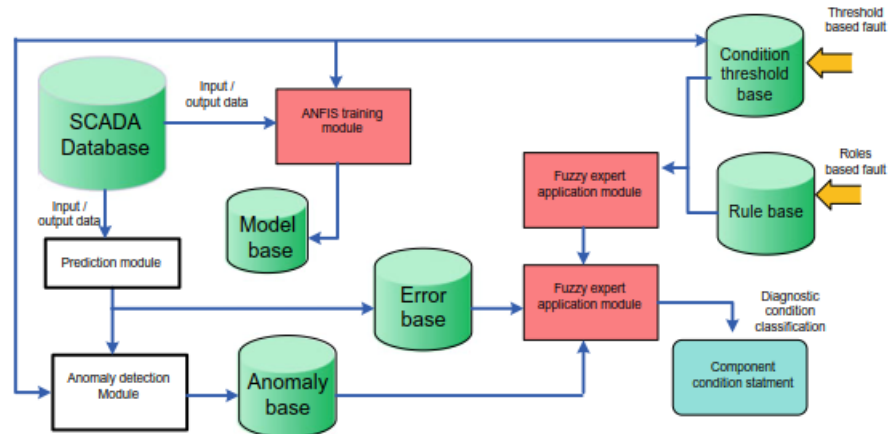 Threshold
based fault
Condition
threshold
base
Input /
output data
ANFIS training
module
SCADA
Database
Roles
based fault
Fuzzy expert
application module
Rule base
Input /
output data
Model
base
Prediction module
Fuzzy expert
application module
Error
base
Diagnostic
condition
classification
Anomaly detection
Module
Anomaly
base
Component
condition statment